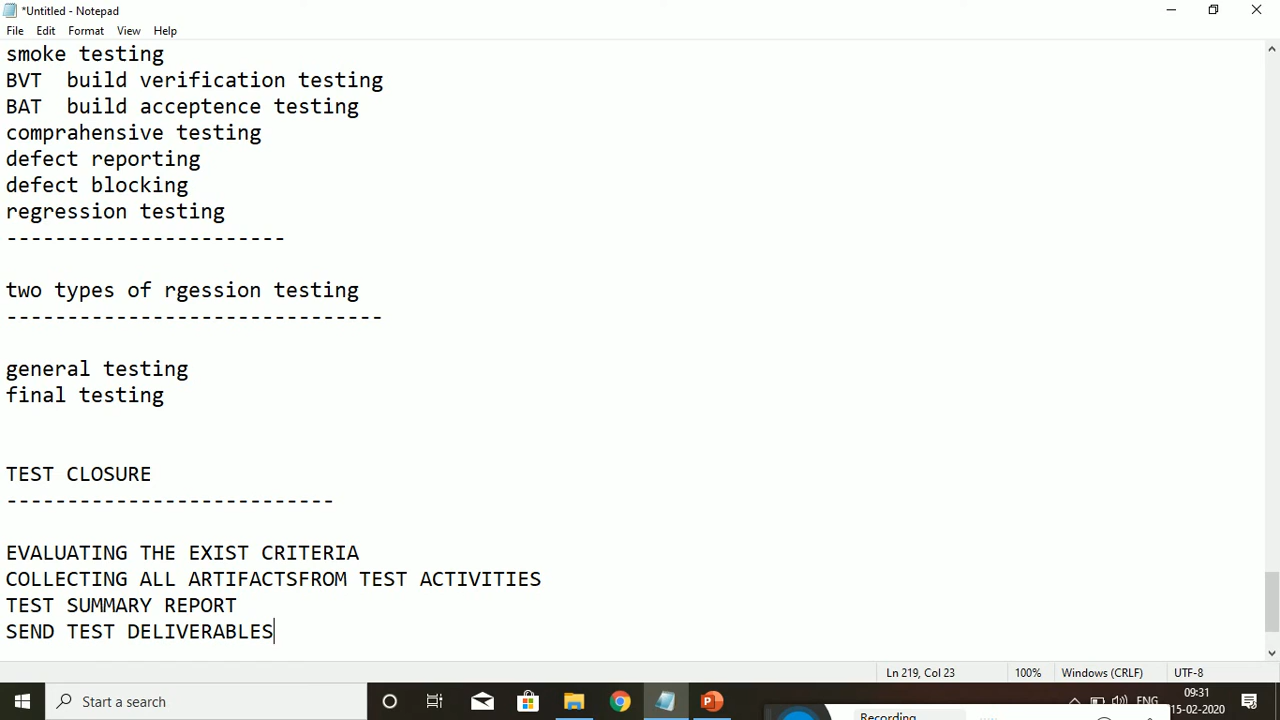 *Untitled - Notepad
File Edit Format View Help
smoke testing
BVT  build verification testing
BAT  build acceptence testing
comprahensive testing
defect reporting
defect blocking
regression testing
-----------------------
two types of rgession testing
-------------------------------
general testing
final testing
TEST CLOSURE
---------------------------
EVALUATING THE EXIST CRITERIA
COLLECTING ALL ARTIFACTSFROM TEST ACTIVITIES
TEST SUMMARY REPORT
SEND TEST DELIVERABLES
Ln 219, Col 23 100% Windows (CRLF) UTF-8
Start a search
ENG
09:31
15-02-2020
Recording